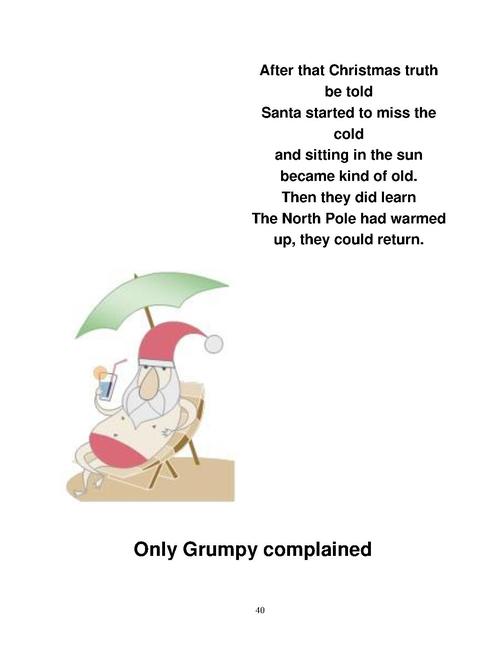 After that Christmas truth
be told
Santa started to miss the
cold
and sitting in the sun
became kind of old.
Then they did learn
The North Pole had warmed
up, they could return.
Only Grumpy complained
40